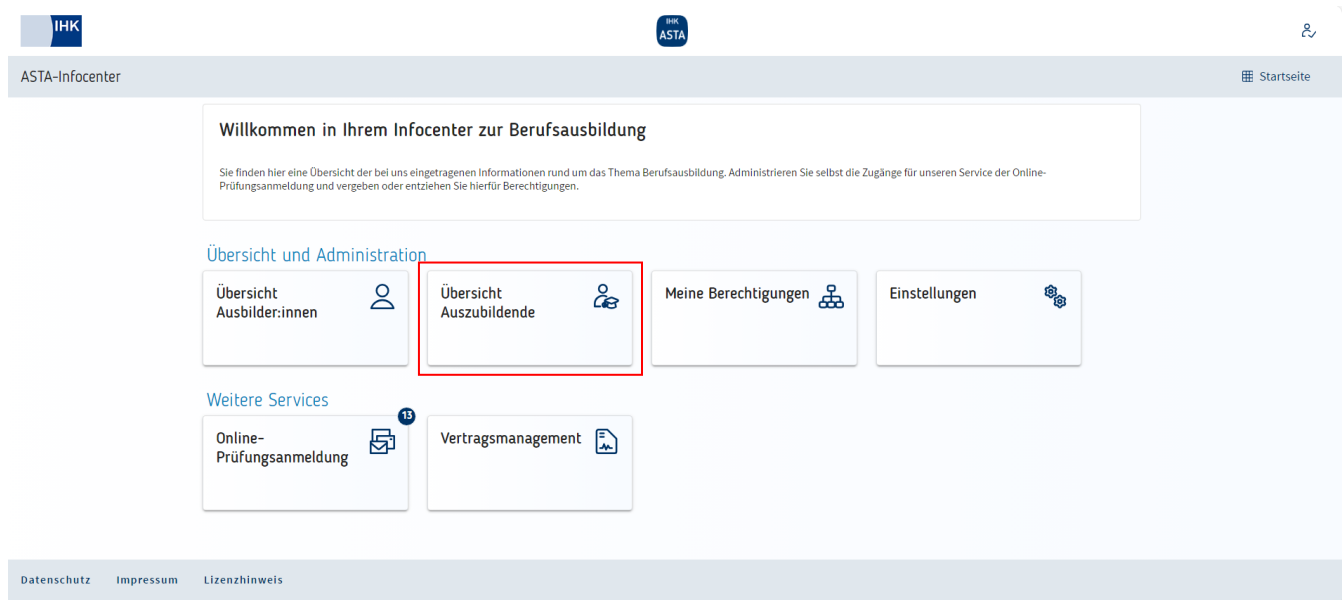 IHK
IHK
ASTA
ASTA-Infocenter
Startseite
Willkommen in Ihrem Infocenter zur Berufsausbildung
Sie finden hier eine Übersicht der bei uns eingetragenen Informationen rund um das Thema Berufsausbildung. Administrieren Sie selbst die Zugänge für unseren Service der Online-
Prüfungsanmeldung und vergeben oder entziehen Sie hierfür Berechtigungen.
Übersicht und Administration
Übersicht
Ausbilder:innen
Übersicht
Auszubildende
Meine Berechtigungen
Einstellungen
Weitere Services
13
Online-
Prüfungsanmeldung
Vertragsmanagement
Datenschutz Impressum Lizenzhinweis